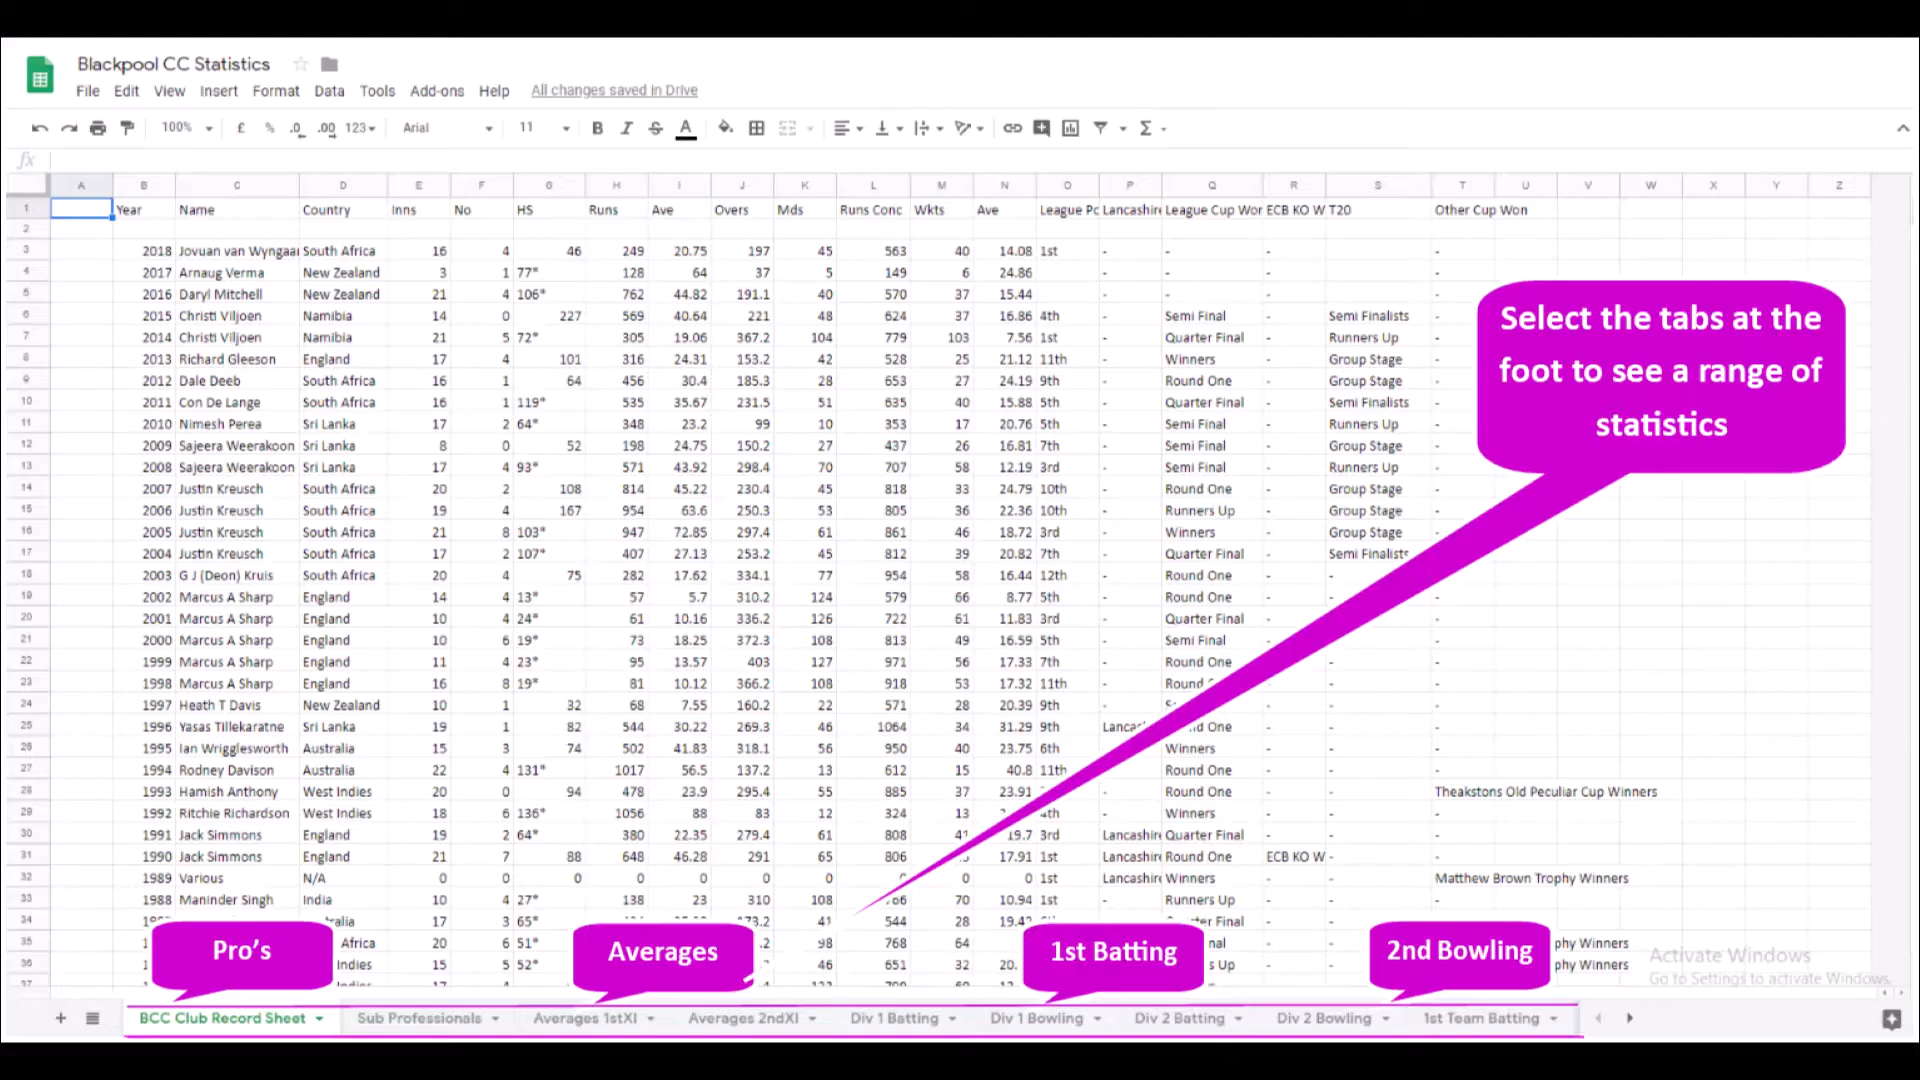 Blackpool CC Statistics
File Edit View Insert Format Data Tools Add-ons Help All changes saved in Drive
100% £ % .0 .00 123 Arial 11 B I S A Σ
fx
A B C D E F G H I J K L M N O P Q R S T U V W X Y Z
1 Year Name Country Inns No HS Runs Ave Overs Mds Runs Conc Wkts Ave League Po Lancashire League Cup Wor ECB KO W T20 Other Cup Won
2
3 2018 Jovuan van Wyngaar South Africa 16 4 46 249 20.75 197 45 563 40 14.08 1st - - - -
4 2017 Arnaug Verma New Zealand 3 1 77* 128 64 37 5 149 6 24.86 - - - -
5 2016 Daryl Mitchell New Zealand 21 4 106* 762 44.82 191.1 40 570 37 15.44 - - - -
6 2015 Christi Viljoen Namibia 14 0 227 569 40.64 221 48 624 37 16.86 4th - Semi Final - Semi Finalists -
7 2014 Christi Viljoen Namibia 21 5 72* 305 19.06 367.2 104 779 103 7.56 1st - Quarter Final - Runners Up -
8 2013 Richard Gleeson England 17 4 101 316 24.31 153.2 42 528 25 21.12 11th - Winners - Group Stage -
9 2012 Dale Deeb South Africa 16 1 64 456 30.4 185.3 28 653 27 24.19 9th - Round One - Group Stage -
10 2011 Con De Lange South Africa 16 1 119* 535 35.67 231.5 51 635 40 15.88 5th - Quarter Final - Semi Finalists -
11 2010 Nimesh Perea Sri Lanka 17 2 64* 348 23.2 99 10 353 17 20.76 5th - Semi Final - Runners Up -
12 2009 Sajeera Weerakoon Sri Lanka 8 0 52 198 24.75 150.2 27 437 26 16.81 7th - Semi Final - Group Stage -
13 2008 Sajeera Weerakoon Sri Lanka 17 4 93* 571 43.92 298.4 70 707 58 12.19 3rd - Semi Final - Runners Up -
14 2007 Justin Kreusch South Africa 20 2 108 814 45.22 230.4 45 818 33 24.79 10th - Round One - Group Stage -
15 2006 Justin Kreusch South Africa 19 4 167 954 63.6 250.3 53 805 36 22.36 10th - Runners Up - Group Stage -
16 2005 Justin Kreusch South Africa 21 8 103* 947 72.85 297.4 61 861 46 18.72 3rd - Winners - Group Stage
17 2004 Justin Kreusch South Africa 17 2 107* 407 27.13 253.2 45 812 39 20.82 7th - Quarter Final - Semi Finalists
18 2003 G J (Deon) Kruis South Africa 20 4 75 282 17.62 334.1 77 954 58 16.44 12th - Round One - - -
19 2002 Marcus A Sharp England 14 4 13* 57 5.7 310.2 124 579 66 8.77 5th - Round One - - -
20 2001 Marcus A Sharp England 10 4 24* 61 10.16 336.2 126 722 61 11.83 3rd - Quarter Final - -
21 2000 Marcus A Sharp England 10 6 19* 73 18.25 372.3 108 813 49 16.59 5th - Semi Final - -
22 1999 Marcus A Sharp England 11 4 23* 95 13.57 403 127 971 56 17.33 7th - Round One - - -
23 1998 Marcus A Sharp England 16 8 19* 81 10.12 366.2 108 918 53 17.32 11th - Round - - -
24 1997 Heath T Davis New Zealand 10 1 32 68 7.55 160.2 22 571 28 20.39 9th - - - -
25 1996 Yasas Tillekaratne Sri Lanka 19 1 82 544 30.22 269.3 46 1064 34 31.29 9th One - - -
26 1995 Ian Wrigglesworth Australia 15 3 74 502 41.83 318.1 56 950 40 23.75 6th Winners - - -
27 1994 Rodney Davison Australia 22 4 131* 1017 56.5 137.2 13 612 15 40.8 11th Round One - - -
28 1993 Hamish Anthony West Indies 20 0 94 478 23.9 295.4 55 885 37 23.91 - Round One - - Theakstons Old Peculiar Cup Winners
29 1992 Ritchie Richardson West Indies 18 6 136* 1056 88 83 12 324 13 4th - Winners - - -
30 1991 Jack Simmons England 19 2 64* 380 22.35 279.4 61 808 41 19.7 3rd Lancashire Quarter Final - - -
31 1990 Jack Simmons England 21 7 88 648 46.28 291 65 806 17.91 1st Lancashire Round One ECB KO W - -
32 1989 Various N/A 0 0 0 0 0 0 0 0 0 1st Lancashire Winners - - Matthew Brown Trophy Winners
33 1988 Maninder Singh India 10 4 27* 138 23 310 108 70 10.94 1st - Runners Up - - -
34 17 3 65* 41 544 28 Final - - -
35 Africa 20 6 51* 98 768 64 - - phy Winners
36 Indies 15 5 52* 46 651 32 s Up - - phy Winners
37
Select the tabs at the
foot to see a range of
statistics
Pro's
Averages
1st Batting
2nd Bowling
Activate Windows
Go to Settings to activate Windows.
+ BCC Club Record Sheet Sub Professionals Averages 1stXI Averages 2ndXI Div 1 Batting Div 1 Bowling Div 2 Batting Div 2 Bowling 1st Team Batting